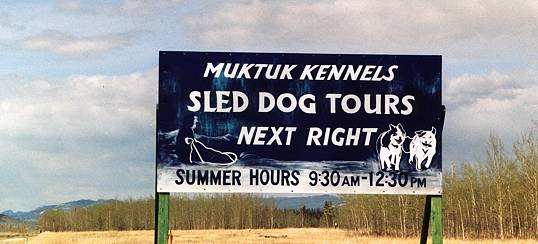 MUKTUK KENNELS
SLED DOG TOURS
NEXT RIGHT
SUMMER HOURS 9:30AM-12:30PM